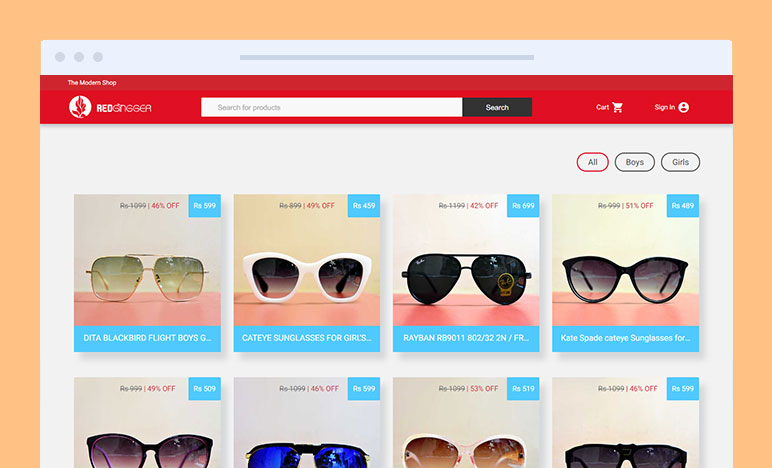 The Modern Shop
REDGINGGER
Search for products
Search
Cart
Sign In
All
Boys
Girls
Rs 1099 | 46% OFF
Rs 599
Rs 899 | 49% OFF
Rs 459
Rs 1199 | 42% OFF
Rs 699
Rs 999 | 51% OFF
Rs 489
DITA BLACKBIRD FLIGHT BOYS G...
CATEYE SUNGLASSES FOR GIRL'S...
RAYBAN RB9011 802/32 2N / FR...
Kate Spade cateye Sunglasses for...
Rs 999 | 49% OFF
Rs 509
Rs 1099 | 46% OFF
Rs 599
Rs 1099 | 53% OFF
Rs 519
Rs 1099 | 46% OFF
Rs 599